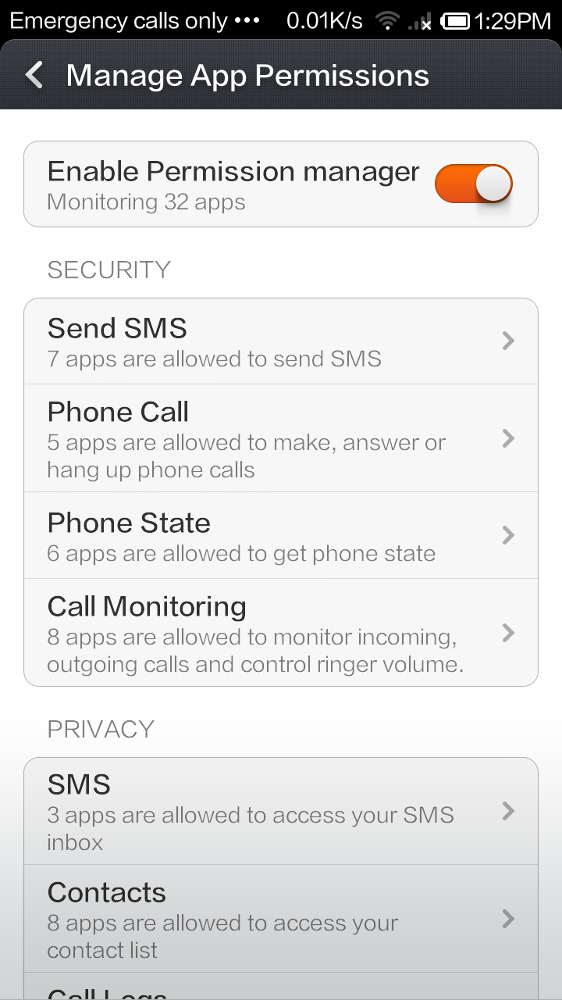 Emergency calls only ••• 0.01K/s 1:29PM
Manage App Permissions
Enable Permission manager
Monitoring 32 apps
SECURITY
Send SMS
7 apps are allowed to send SMS
Phone Call
5 apps are allowed to make, answer or
hang up phone calls
Phone State
6 apps are allowed to get phone state
Call Monitoring
8 apps are allowed to monitor incoming,
outgoing calls and control ringer volume.
PRIVACY
SMS
3 apps are allowed to access your SMS
inbox
Contacts
8 apps are allowed to access your
contact list
Call Logs